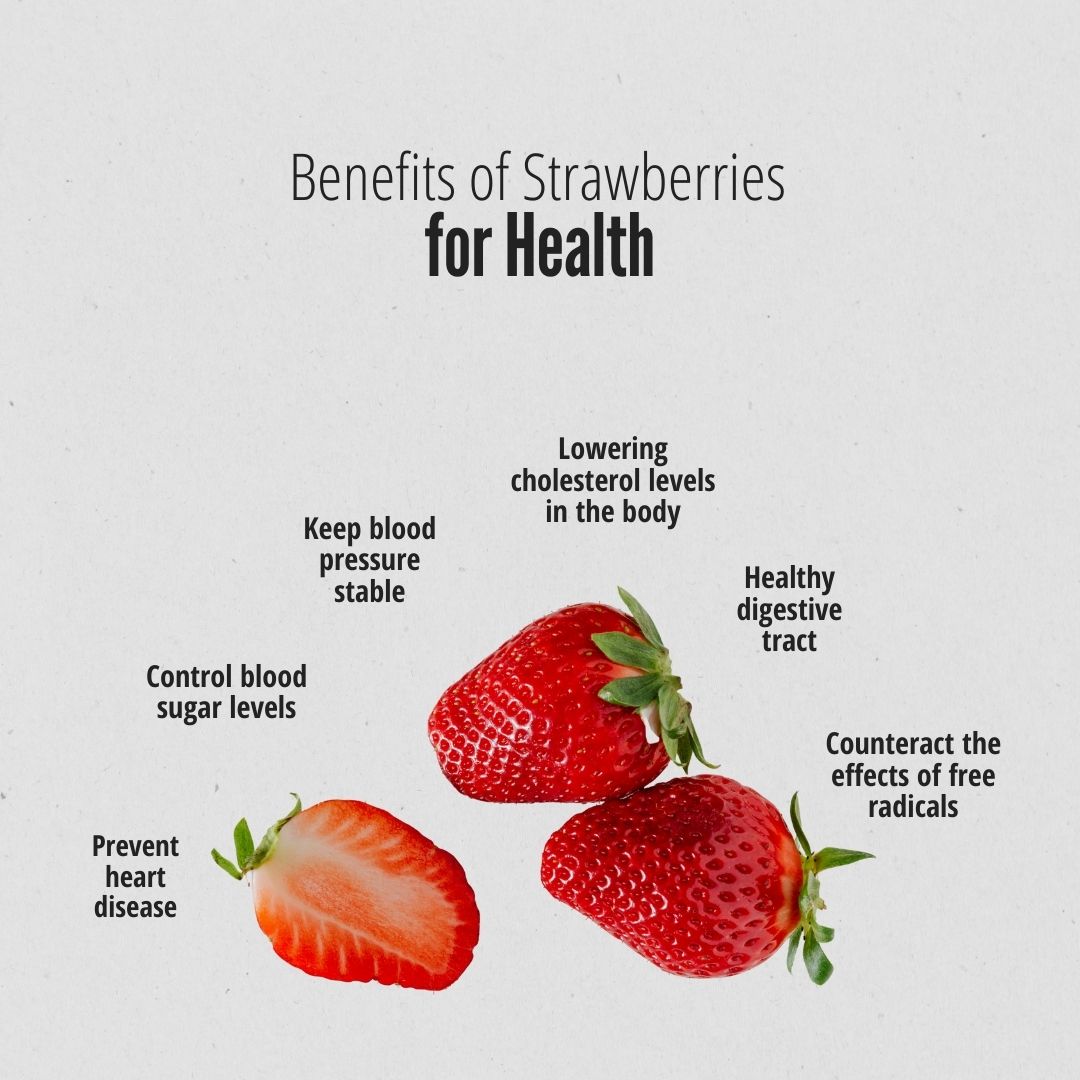 Benefits of Strawberries
for Health
Lowering
cholesterol levels
in the body
Keep blood
pressure
stable
Healthy
digestive
tract
Control blood
sugar levels
Counteract the
effects of free
radicals
Prevent
heart
disease